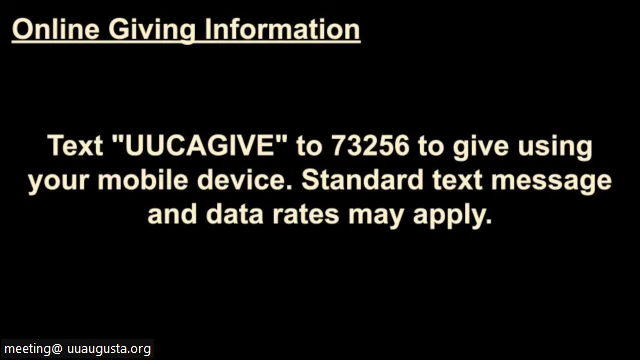 Online Giving Information
Text "UUCAGIVE" to 73256 to give using
your mobile device. Standard text message
and data rates may apply.
meeting@ uuaugusta.org